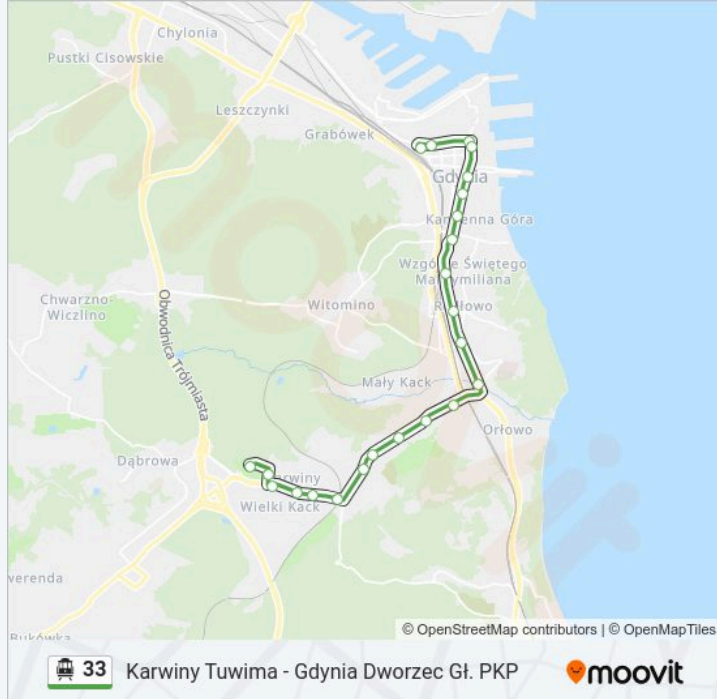 Chylonia
Pustki Cisowskie
Leszczynki
Grabówek
Gdynia
Kamienna Góra
Wzgórze Świętego
Maksymiliana
Redłowo
Chwarzno-
Wiczlino
Witomino
Obwodnica Trójmiasta
Mały Kack
Orłowo
Dąbrowa
Karwiny
Wielki Kack
werenda
Bukówka
© OpenStreetMap contributors | © OpenMapTiles
33 Karwiny Tuwima - Gdynia Dworzec Gł. PKP
moovit